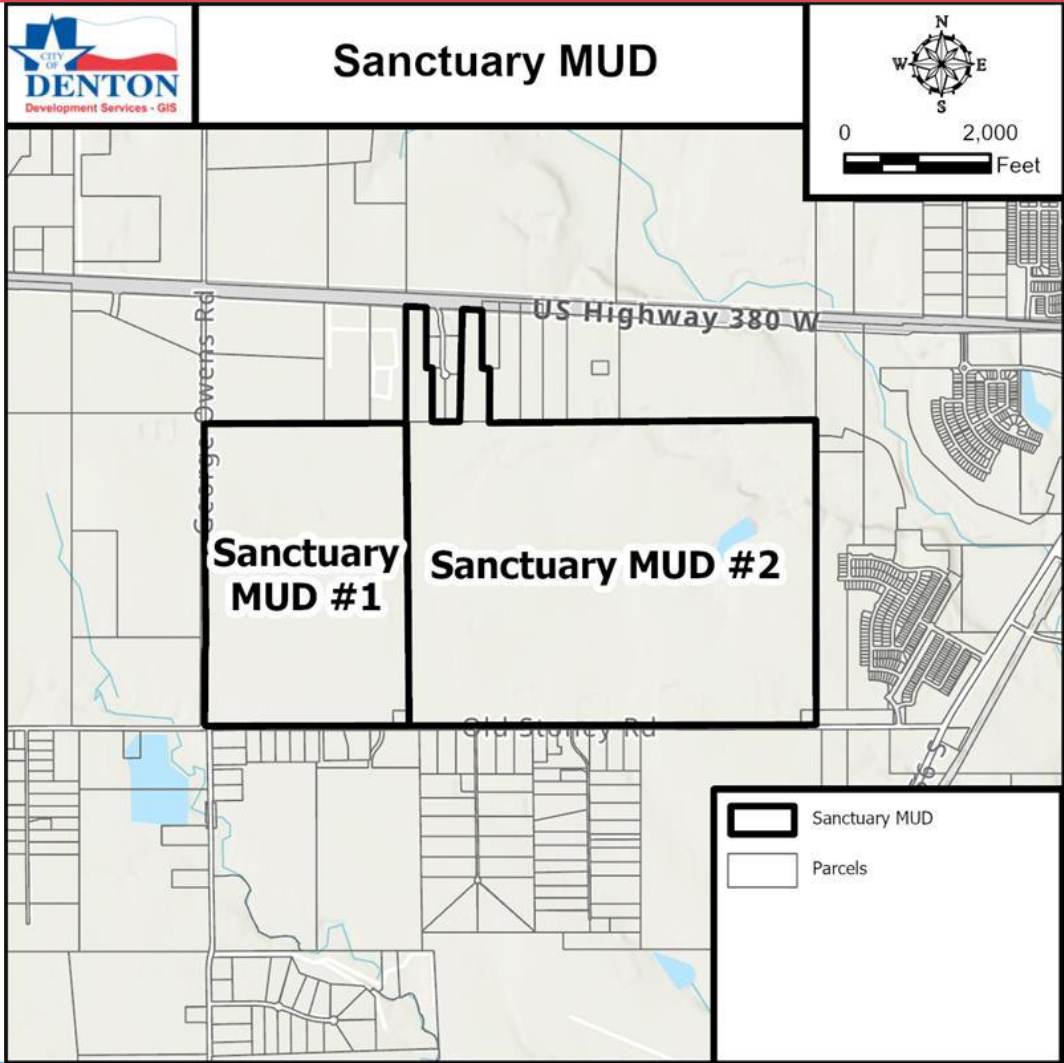 CITY
OF
DENTON
Development Services - GIS
Sanctuary MUD
N
W E
S
0 2,000
Feet
US Highway 380 W
George Owens Rd
Sanctuary
MUD #1
Sanctuary MUD #2
Old Stoney Rd
Sanctuary MUD
Parcels